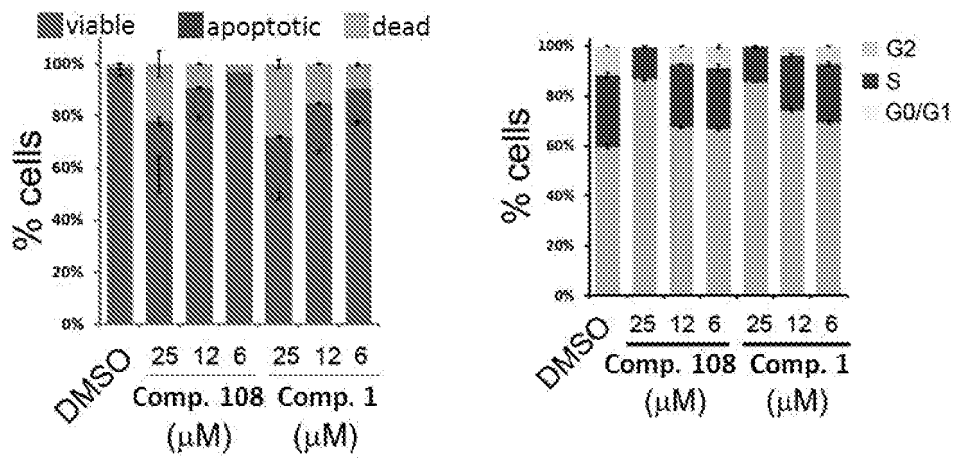 viable apoptotic dead
% cells
100%
80%
60%
40%
20%
0%
DMSO
25 12 6 25 12 6
Comp. 108 Comp. 1
(μM) (μM)
% cells
100%
80%
60%
40%
20%
0%
G2
S
G0/G1
DMSO
25 12 6 25 12 6
Comp. 108 Comp. 1
(μM) (μM)